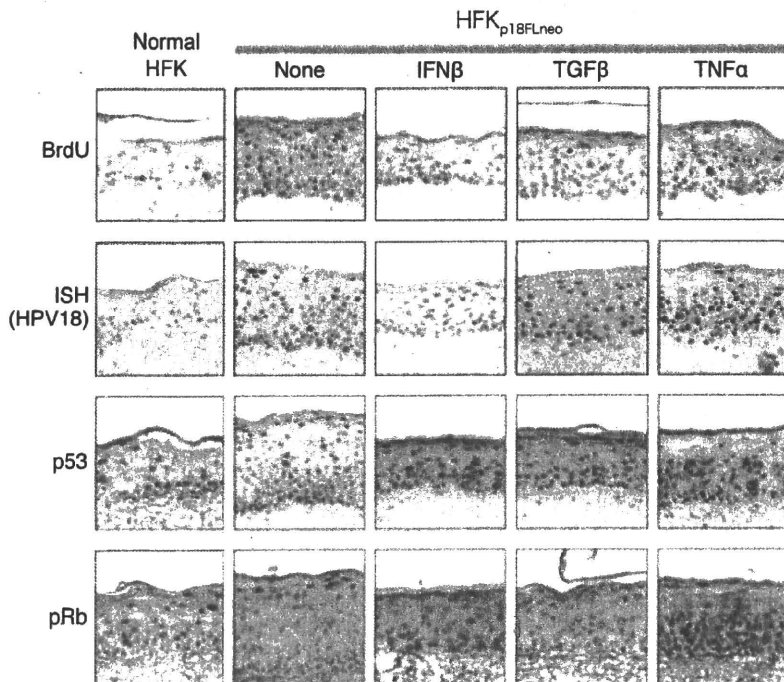 HFKp18FLneo
Normal
HFK
None
IFNβ
TGFβ
TNFα
BrdU
ISH
(HPV18)
p53
pRb